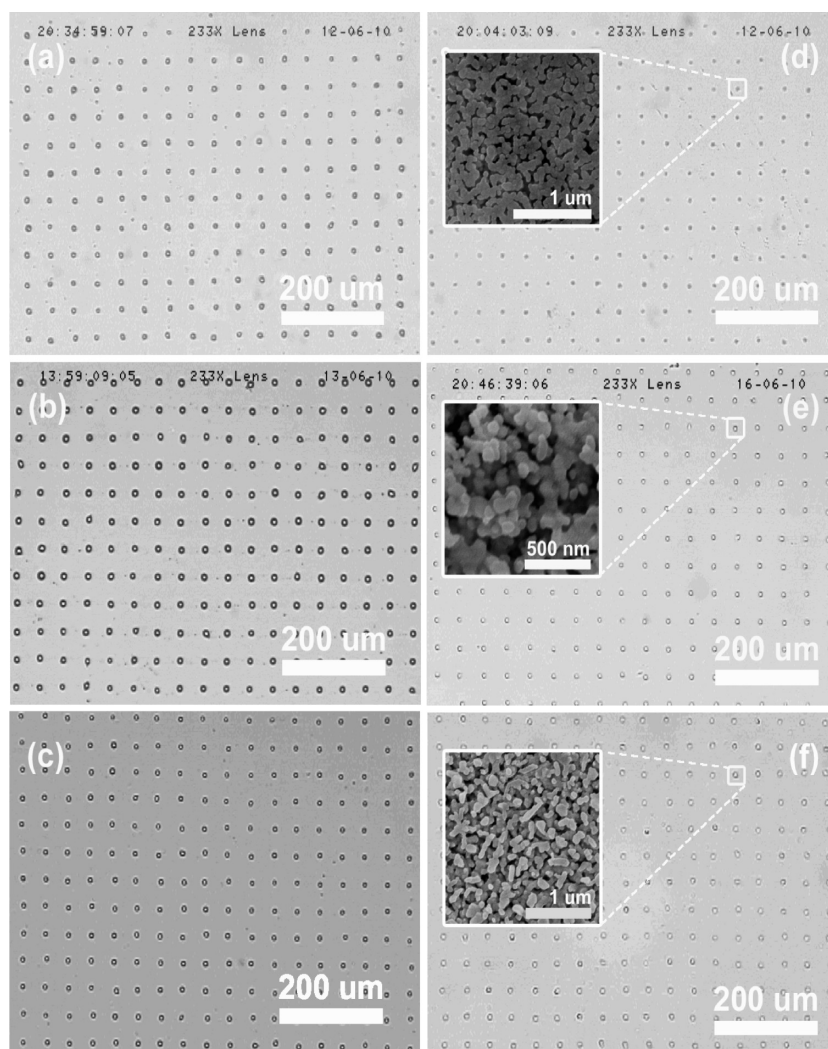 20:34:59:07 233X Lens 12-06-10
(a)
200 um
20:04:03:09 233X Lens 12-06-10
(d)
1 um
200 um
13:59:09:05 233X Lens 13-06-10
(b)
200 um
20:46:39:06 233X Lens 16-06-10
(e)
500 nm
200 um
(c)
200 um
(f)
1 um
200 um